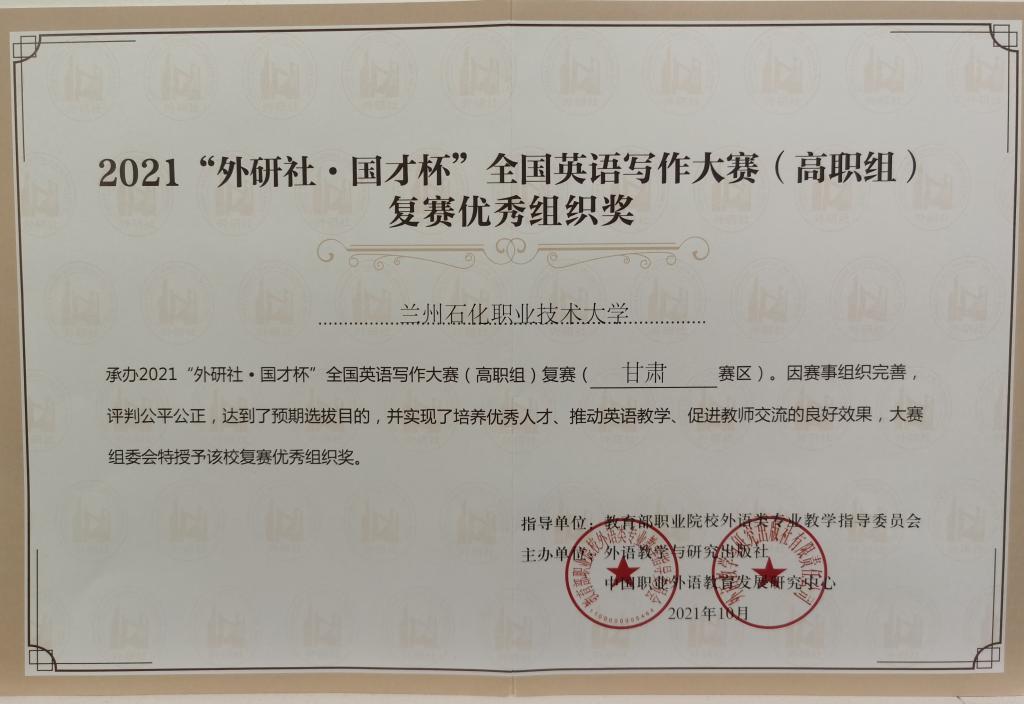 2021“外研社·国才杯”全国英语写作大赛（高职组）
复赛优秀组织奖
兰州石化职业技术大学
承办2021“外研社·国才杯”全国英语写作大赛（高职组）复赛（甘肃赛区）。因赛事组织完善，
评判公平公正，达到了预期选拔目的，并实现了培养优秀人才、推动英语教学、促进教师交流的良好效果，大赛
组委会特授予该校复赛优秀组织奖。
指导单位：教育部职业院校外语类专业教学指导委员会
主办单位：外语教学与研究出版社
中国职业外语教育发展研究中心
2021年10月